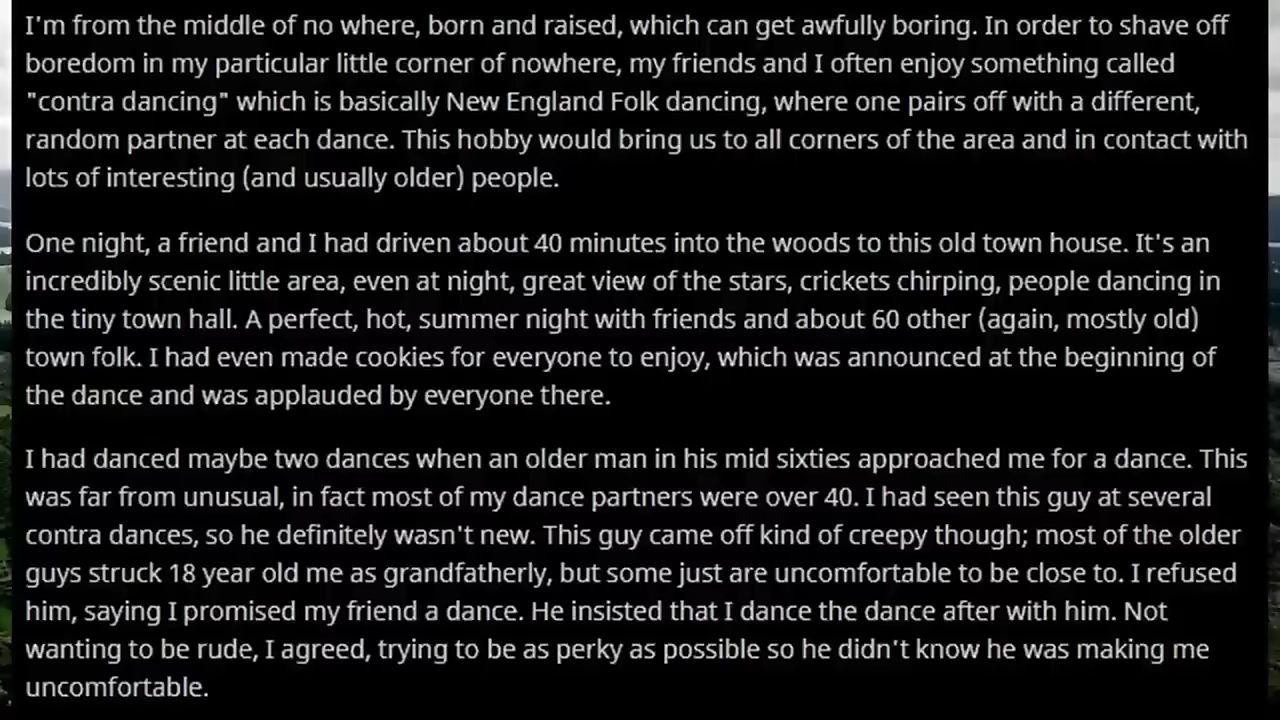 I'm from the middle of no where, born and raised, which can get awfully boring. In order to shave off
boredom in my particular little corner of nowhere, my friends and I often enjoy something called
"contra dancing" which is basically New England Folk dancing, where one pairs off with a different,
random partner at each dance. This hobby would bring us to all corners of the area and in contact with
lots of interesting (and usually older) people.
One night, a friend and I had driven about 40 minutes into the woods to this old town house. It's an
incredibly scenic little area, even at night, great view of the stars, crickets chirping, people dancing in
the tiny town hall. A perfect, hot, summer night with friends and about 60 other (again, mostly old)
town folk. I had even made cookies for everyone to enjoy, which was announced at the beginning of
the dance and was applauded by everyone there.
I had danced maybe two dances when an older man in his mid sixties approached me for a dance. This
was far from unusual, in fact most of my dance partners were over 40. I had seen this guy at several
contra dances, so he definitely wasn't new. This guy came off kind of creepy though; most of the older
guys struck 18 year old me as grandfatherly, but some just are uncomfortable to be close to. I refused
him, saying I promised my friend a dance. He insisted that I dance the dance after with him. Not
wanting to be rude, I agreed, trying to be as perky as possible so he didn't know he was making me
uncomfortable.